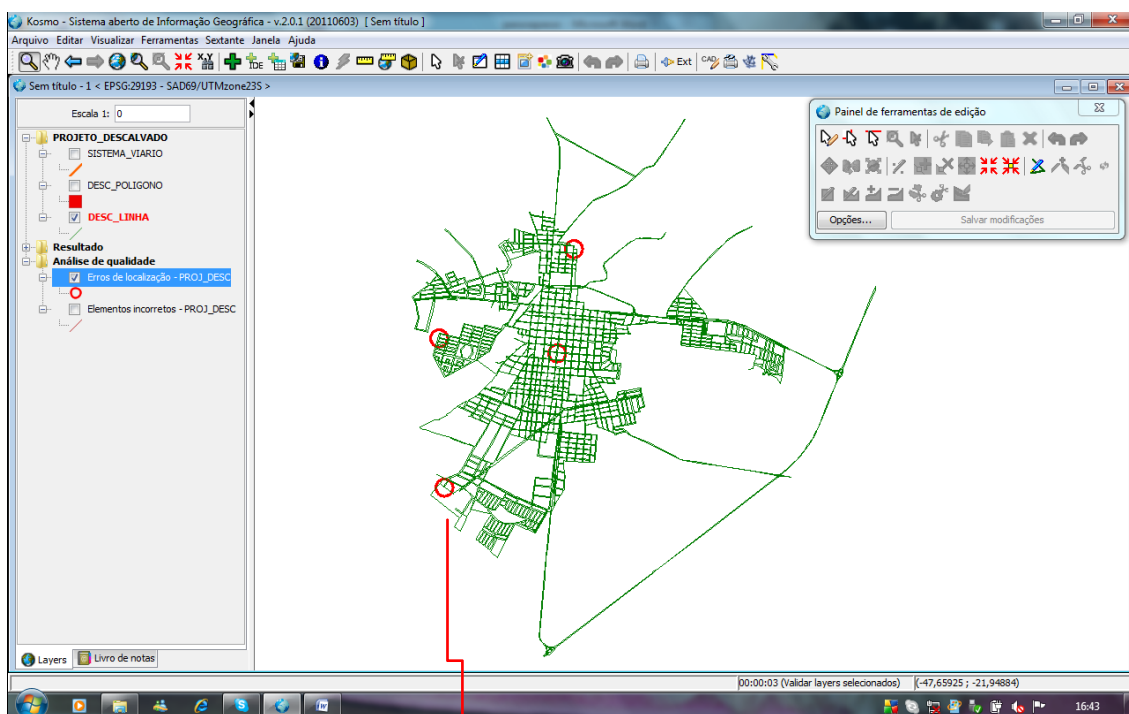 Kosmo - Sistema aberto de Informação Geográfica - v.2.0.1 (20110603) [ Sem título ]
Arquivo Editar Visualizar Ferramentas Sextante Janela Ajuda
TDE
Ext
CAD
Sem título - 1 < EPSG:29193 - SAD69/UTMzone23S >
Escala 1: 0
PROJETO_DESCALVADO
SISTEMA_VIARIO
DESC_POLIGONO
DESC_LINHA
Resultado
Análise de qualidade
Erros de localização - PROJ_DESC
Elementos incorretos - PROJ_DESC
Painel de ferramentas de edição
Opções...
Salvar modificações
Layers
Livro de notas
00:00:03 (Validar layers selecionados)
(-47,65925 ; -21,94884)
16:43